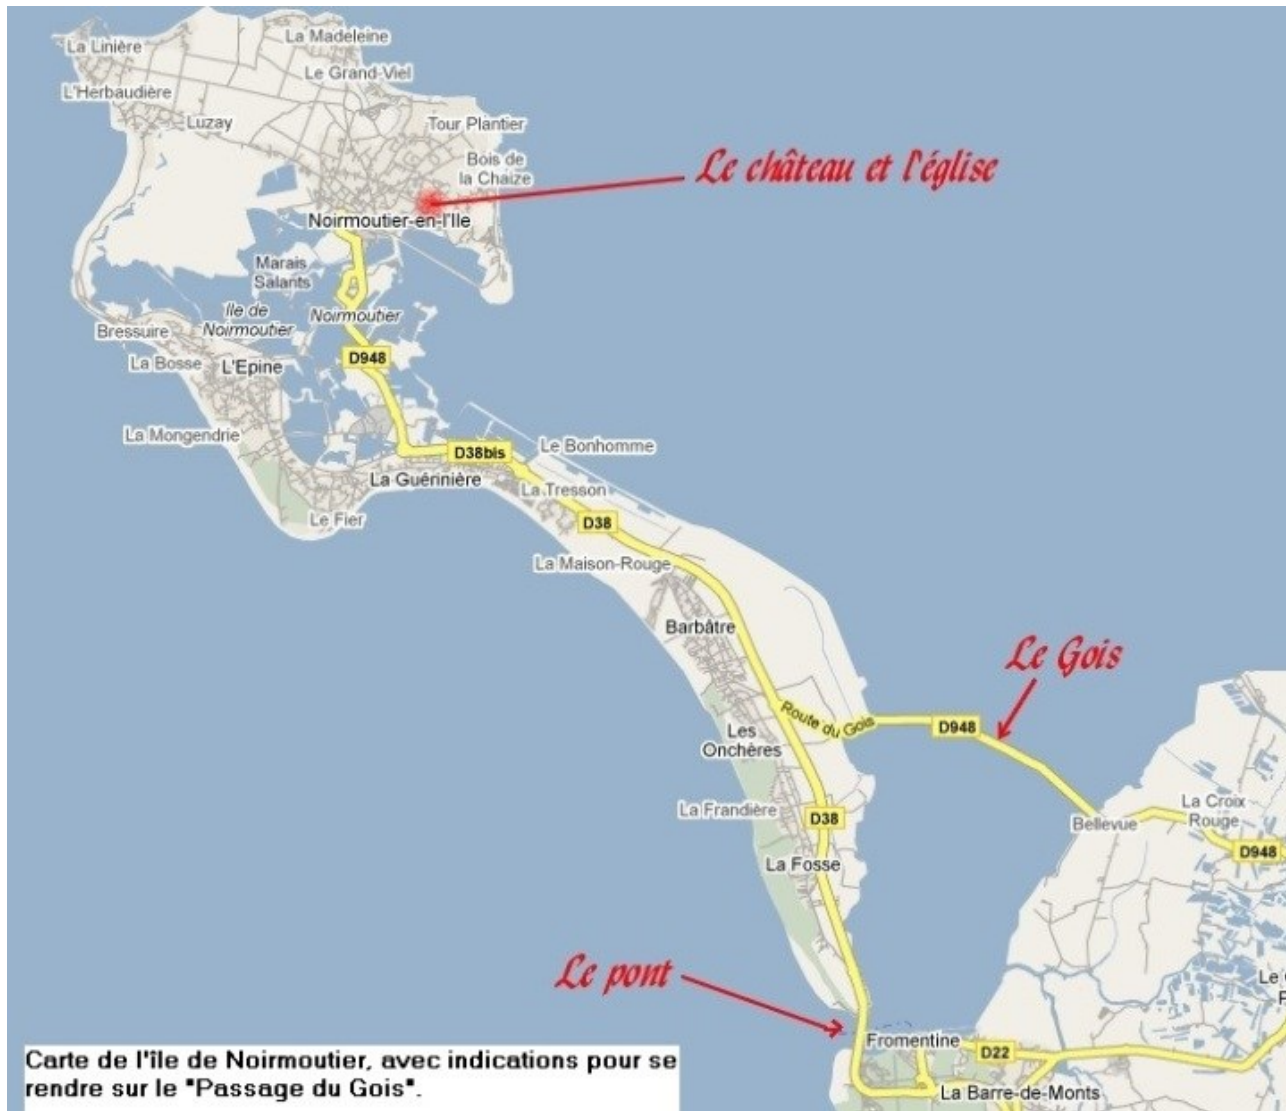 La Madeleine
La Linière
Le Grand-Viel
L'Herbaudière
Luzay
Tour Plantier
Bois de
la Chaize
Le château et l'église
Noirmoutier-en-l'Ile
Marais
Salants
Ile de
Noirmoutier
Noirmoutier
Bressuire
La Bosse
L'Epine
D948
La Mongendrie
D38bis
Le Bonhomme
La Guérinière
La Tresson
Le Fier
D38
La Maison-Rouge
Barbâtre
Le Gois
Route du Gois
D948
Les
Onchères
La Frandière
D38
Bellevue
La Croix
Rouge
D948
La Fosse
Le pont
Le
Fromentine
D22
La Barre-de-Monts
Carte de l'île de Noirmoutier, avec indications pour se
rendre sur le "Passage du Gois".